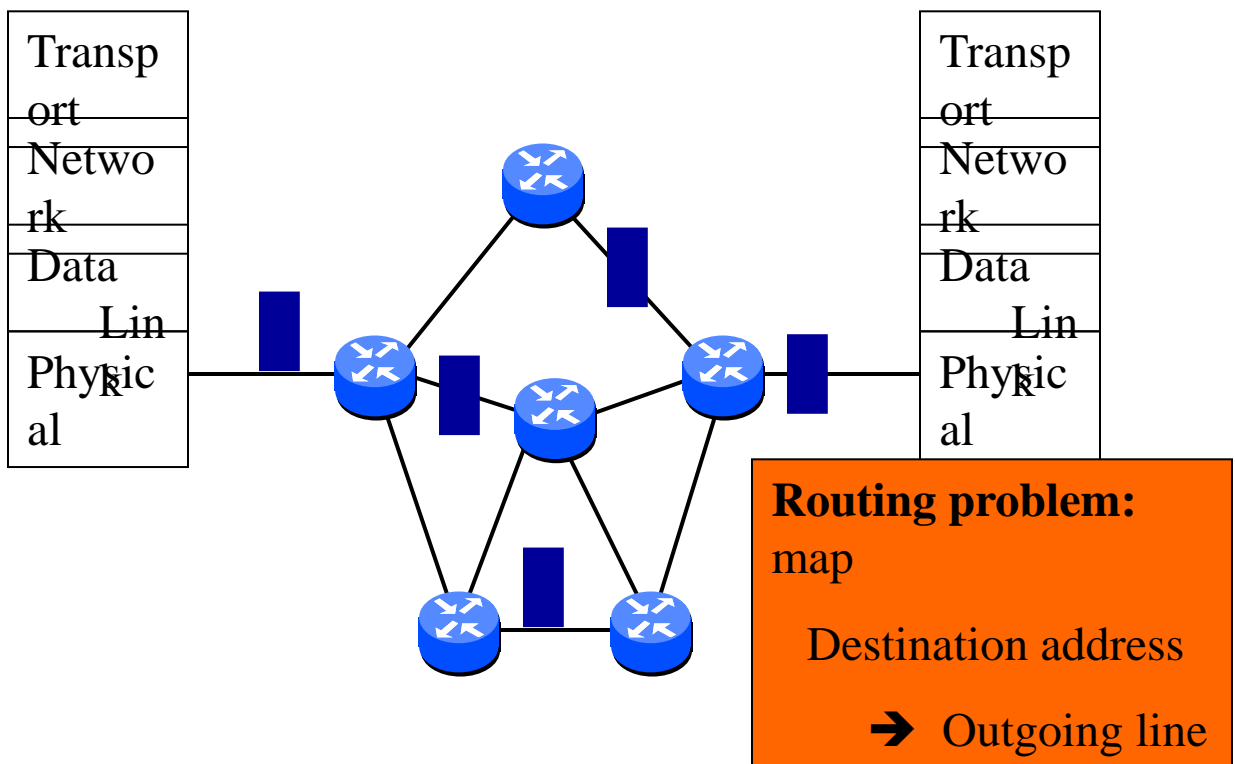 Transp
ort
Netwo
rk
Data
Lin
k
Physic
al
Transp
ort
Netwo
rk
Data
Lin
k
Physic
al
Routing problem:
map
Destination address
➔ Outgoing line